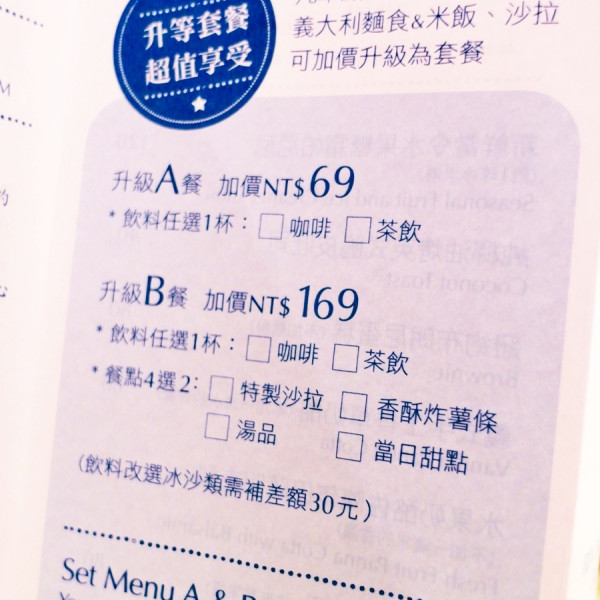 升等套餐
超值享受
義大利麵食&米飯、沙拉
可加價升級為套餐
升級A餐 加價NT$69
*飲料任選1杯：□咖啡 □茶飲
升級B餐 加價NT$169
*飲料任選1杯：□咖啡 □茶飲
*餐點4選2：□特製沙拉 □香酥炸薯條
□湯品 □當日甜點
（飲料改選冰沙類需補差額30元）
Set Menu A &